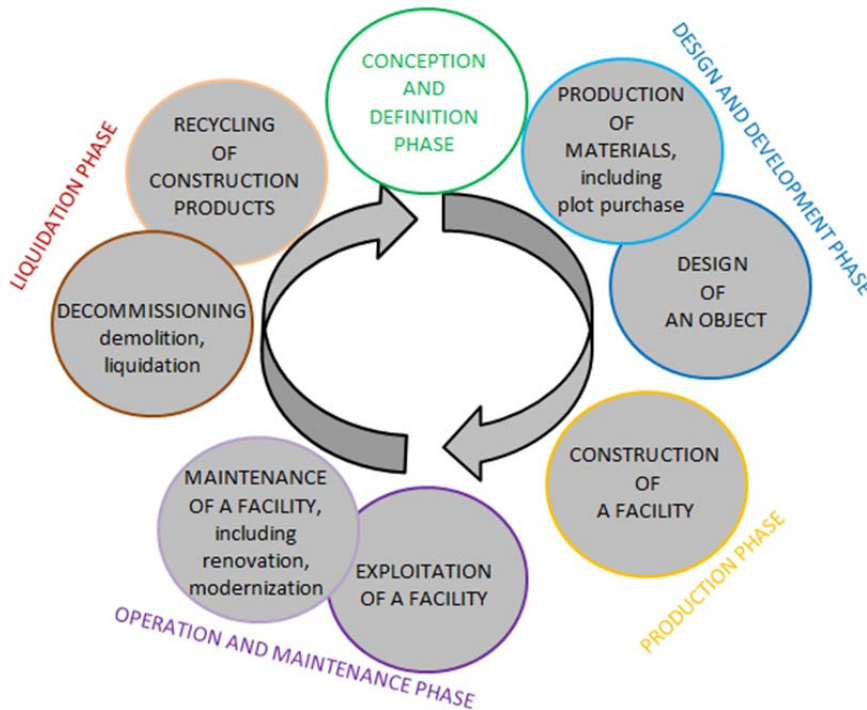 CONCEPTION
AND
DEFINITION
PHASE
PRODUCTION
OF
MATERIALS,
including
plot purchase
DESIGN AND DEVELOPMENT PHASE
DESIGN
OF
AN OBJECT
CONSTRUCTION
OF
A FACILITY
PRODUCTION PHASE
EXPLOITATION
OF A FACILITY
MAINTENANCE
OF A FACILITY,
including
renovation,
modernization
OPERATION AND MAINTENANCE PHASE
DECOMMISSIONING
demolition,
liquidation
RECYCLING
OF
CONSTRUCTION
PRODUCTS
LIQUIDATION PHASE